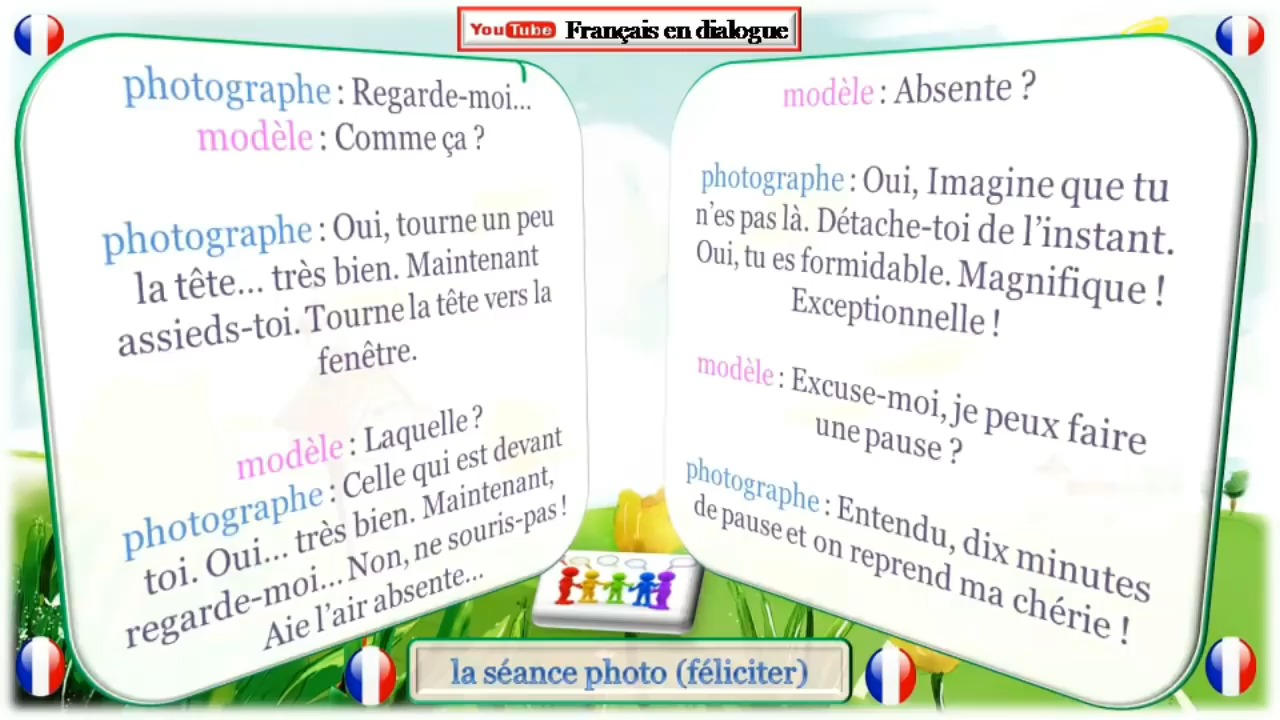 YouTube Français en dialogue
photographe : Regarde-moi...
modèle : Comme ça ?
photographe : Oui, tourne un peu
la tête... très bien. Maintenant
assieds-toi. Tourne la tête vers la
fenêtre.
modèle : Laquelle ?
photographe : Celle qui est devant
toi. Oui... très bien. Maintenant,
regarde-moi... Non, ne souris-pas !
Aie l'air absente...
modèle : Absente ?
photographe : Oui, Imagine que tu
n'es pas là. Détache-toi de l'instant.
Oui, tu es formidable. Magnifique !
Exceptionnelle !
modèle : Excuse-moi, je peux faire
une pause ?
photographe : Entendu, dix minutes
de pause et on reprend ma chérie !
la séance photo (féliciter)